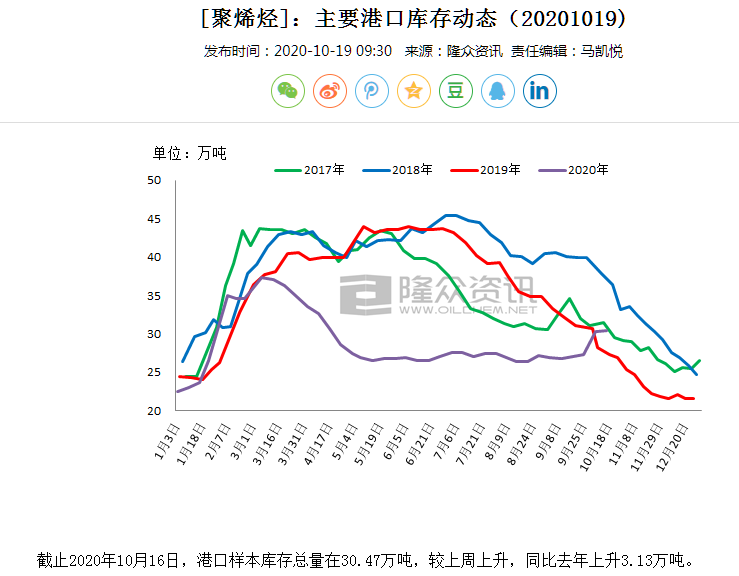 [聚烯烃]：主要港口库存动态（20201019）
发布时间：2020-10-19 09:30 来源：隆众资讯 责任编辑：马凯悦
豆
in
单位：万吨
2017年 2018年 2019年 2020年
50
45
40
35
30
25
20
隆众资讯
WWW.OILCHEM.NET
1月3日 1月18日 2月7日 3月1日 3月16日 3月31日 4月17日 5月4日 5月19日 6月5日 6月21日 7月6日 7月21日 8月9日 8月24日 9月8日 9月25日 10月18日 11月8日 11月29日 12月20日
截止2020年10月16日，港口样本库存总量在30.47万吨，较上周上升，同比去年上升3.13万吨。